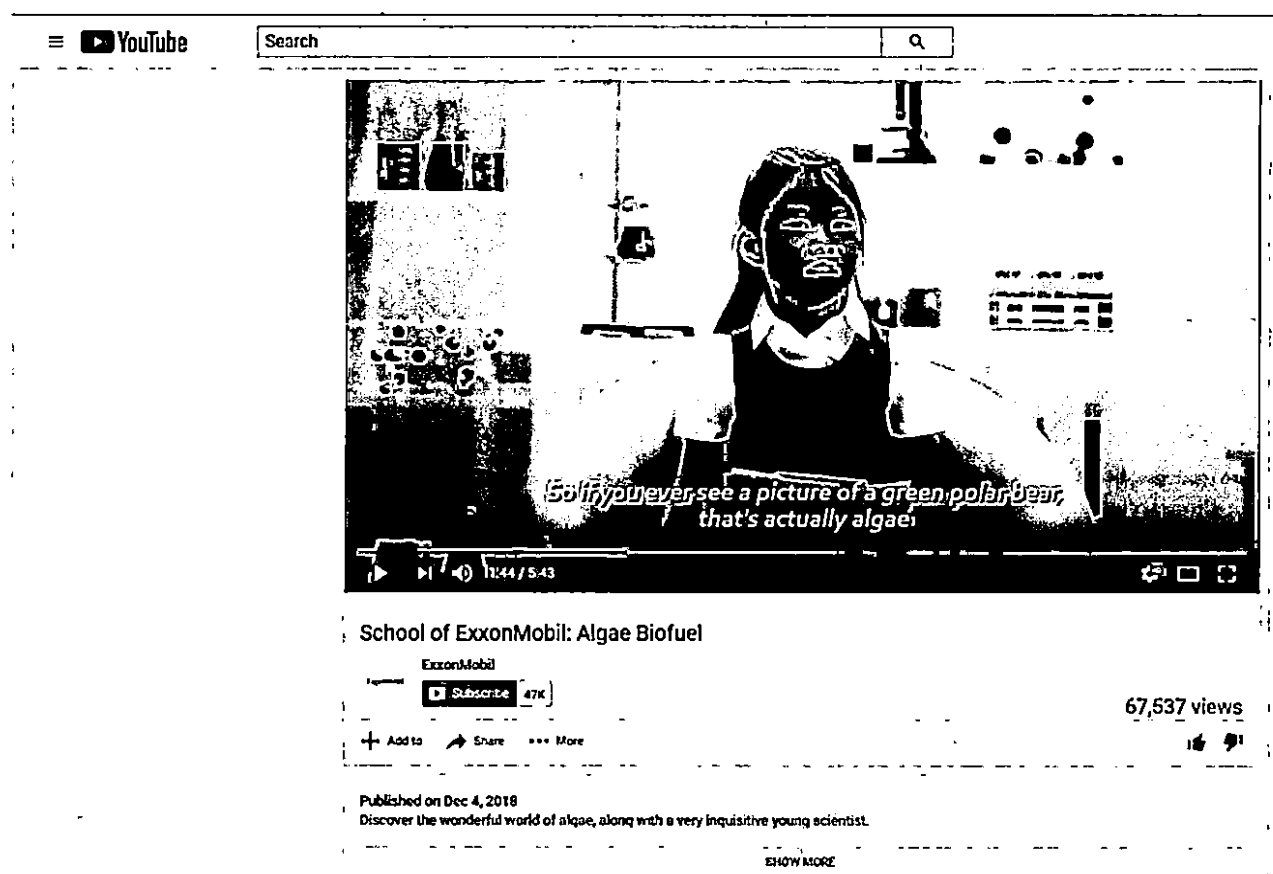 YouTube
Search
So if you ever see a picture of a green polar bear,
that's actually algae
1:44 / 5:43
School of ExxonMobil: Algae Biofuel
ExxonMobil
Subscribe 47K
67,537 views
Add to Share More
Published on Dec 4, 2018
Discover the wonderful world of algae, along with a very inquisitive young scientist.
SHOW MORE